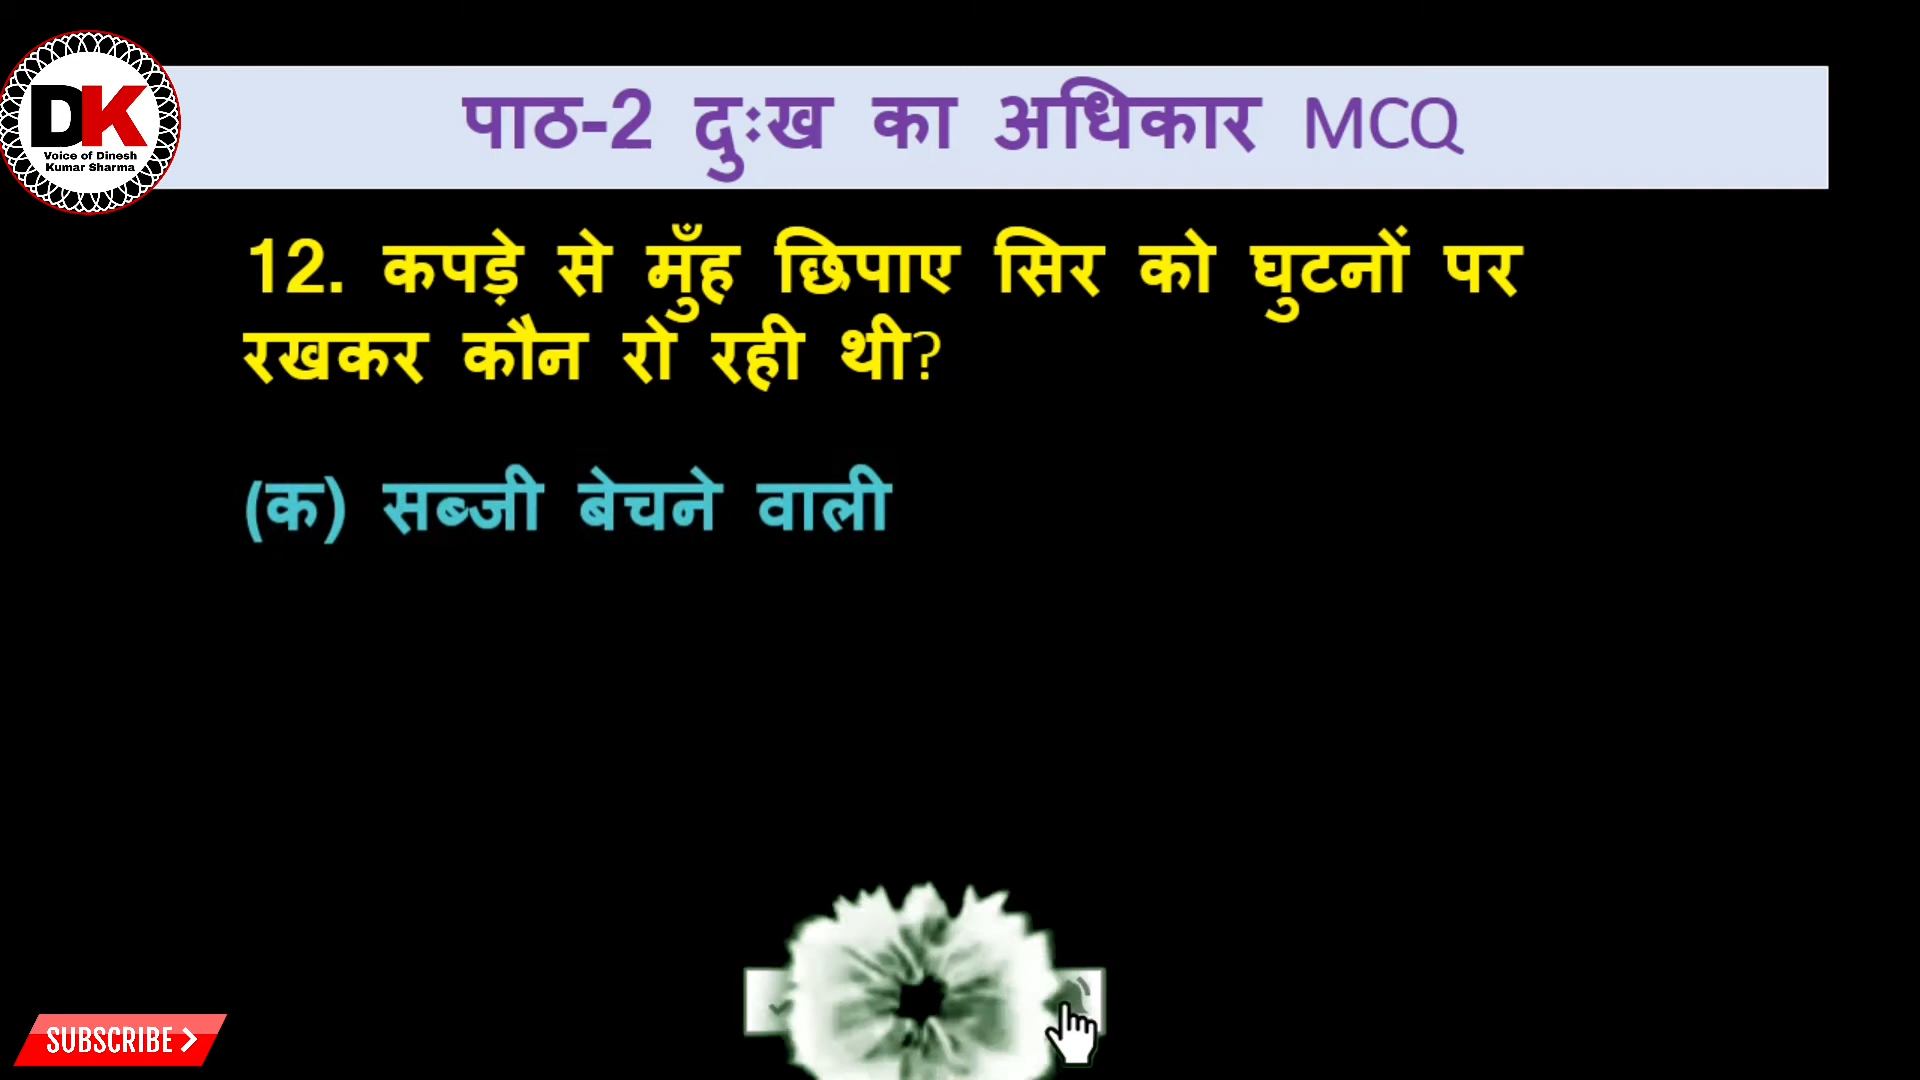 DK
Voice of Dinesh
Kumar Sharma
पाठ-2 दुःख का अधिकार MCQ
12. कपड़े से मुँह छिपाए सिर को घुटनों पर
रखकर कौन रो रही थी?
(क) सब्जी बेचने वाली
SUBSCRIBE >